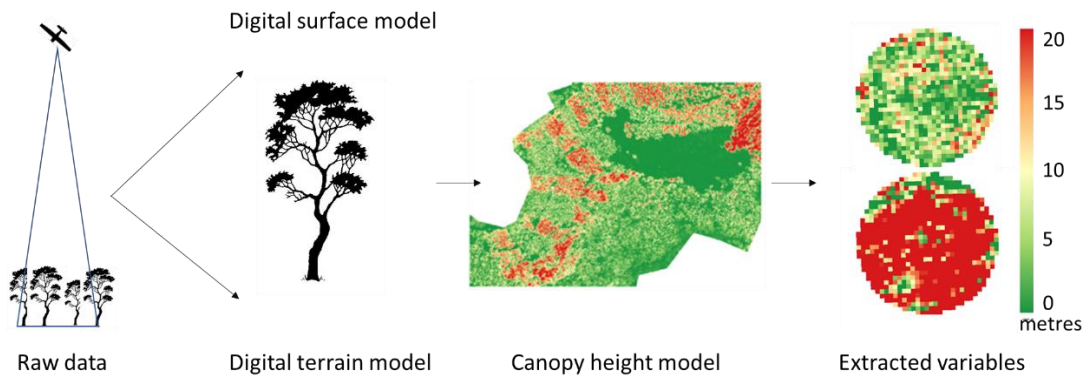 Digital surface model
20
15
10
5
0
metres
Raw data
Digital terrain model
Canopy height model
Extracted variables